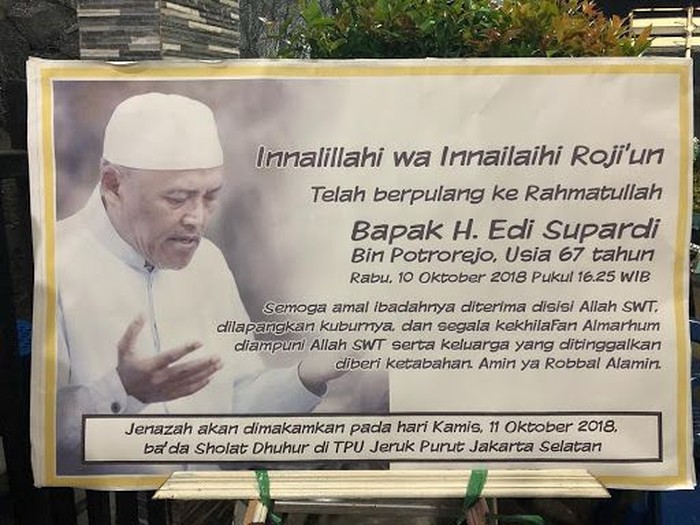 Innalillahi wa Innailaihi Roji'un
Telah berpulang ke Rahmatullah
Bapak H. Edi Supardi
Bin Potrorejo, Usia 67 tahun
Rabu, 10 Oktober 2018 Pukul 16.25 WIB
Semoga amal ibadahnya diterima disisi Allah SWT,
dilapangkan kuburnya, dan segala kekhilafan Almarhum
diampuni Allah SWT serta keluarga yang ditinggalkan
diberi ketabahan. Amin ya Robbal Alamin.
Jenazah akan dimakamkan pada hari Kamis, 11 Oktober 2018,
ba'da Sholat Dhuhur di TPU Jeruk Purut Jakarta Selatan